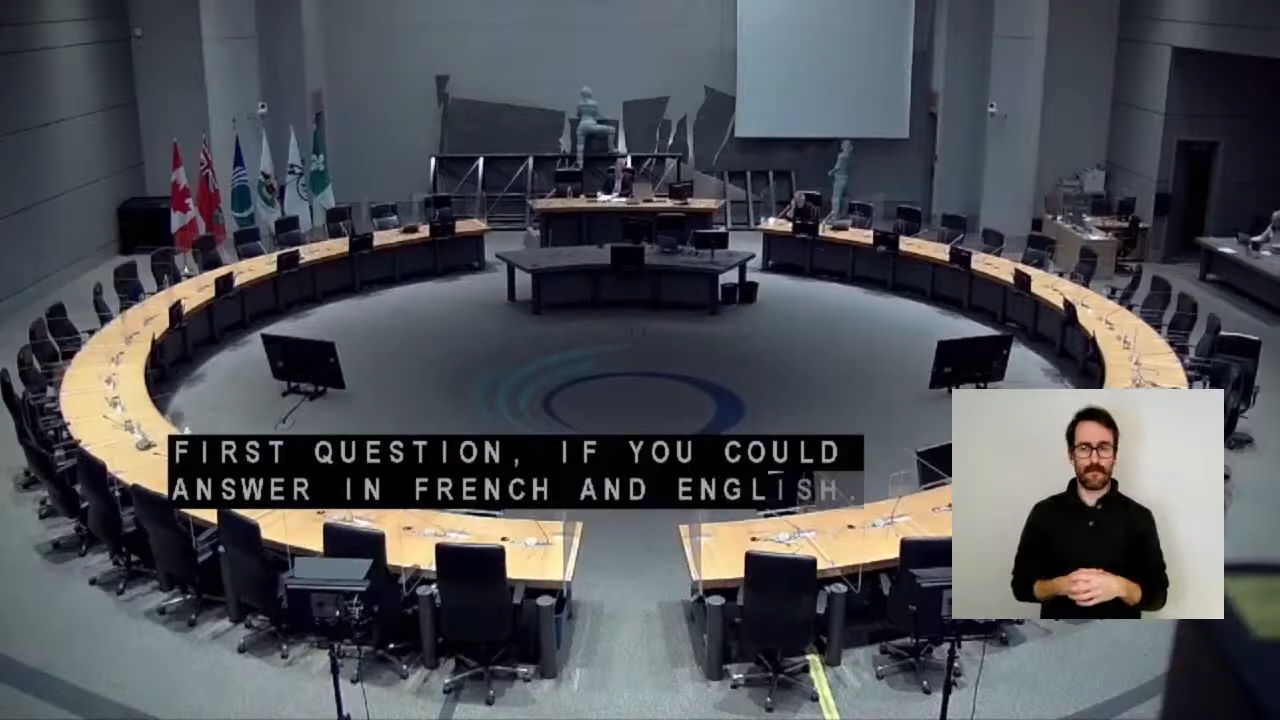 FIRST QUESTION, IF YOU COULD
ANSWER IN FRENCH AND ENGLISH.